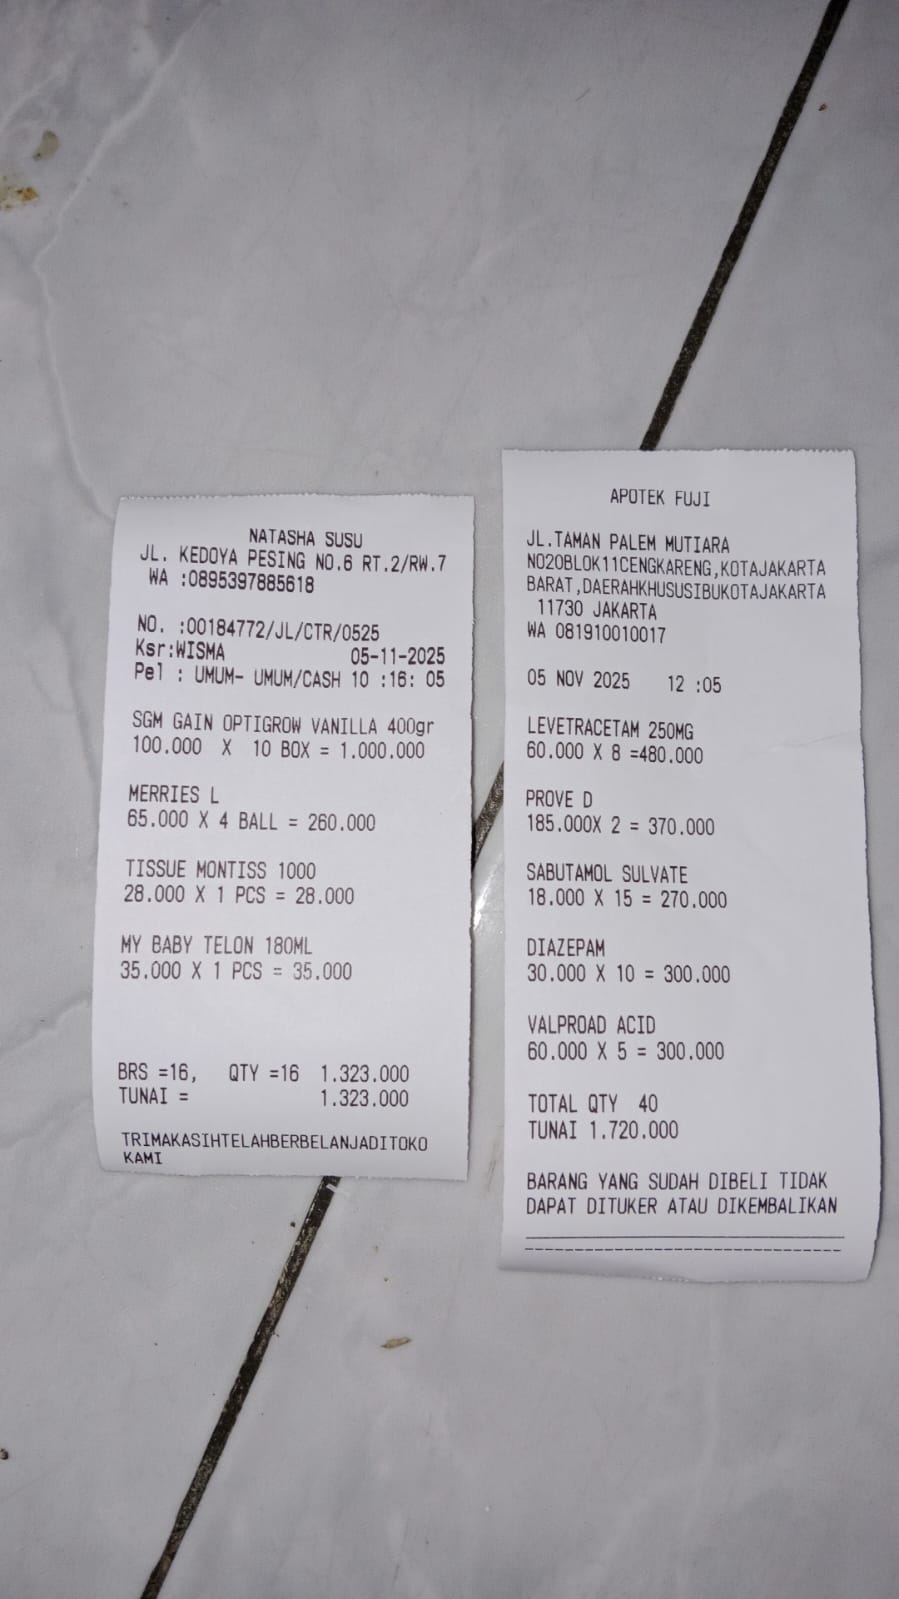 NATASHA SUSU
JL. KEDOYA PESING NO.6 RT.2/RW.7
WA :0895397885618
NO. :00184772/JL/CTR/0525
Ksr:WISMA 05-11-2025
Pel : UMUM- UMUM/CASH 10 :16: 05
SGM GAIN OPTIGROW VANILLA 400gr
100.000 X 10 BOX = 1.000.000
MERRIES L
65.000 X 4 BALL = 260.000
TISSUE MONTISS 1000
28.000 X 1 PCS = 28.000
MY BABY TELON 180ML
35.000 X 1 PCS = 35.000
BRS =16, QTY =16 1.323.000
TUNAI = 1.323.000
TRIMAKASIHTELAHBERBELANJADITOKO
KAMI
APOTEK FUJI
JL.TAMAN PALEM MUTIARA
NO20BLOK11CENGKARENG,KOTAJAKARTA
BARAT,DAERAHKHUSUSIBUKOTAJAKARTA
11730 JAKARTA
WA 081910010017
05 NOV 2025 12 :05
LEVETRACETAM 250MG
60.000 X 8 =480.000
PROVE D
185.000X 2 = 370.000
SABUTAMOL SULVATE
18.000 X 15 = 270.000
DIAZEPAM
30.000 X 10 = 300.000
VALPROAD ACID
60.000 X 5 = 300.000
TOTAL QTY 40
TUNAI 1.720.000
BARANG YANG SUDAH DIBELI TIDAK
DAPAT DITUKER ATAU DIKEMBALIKAN